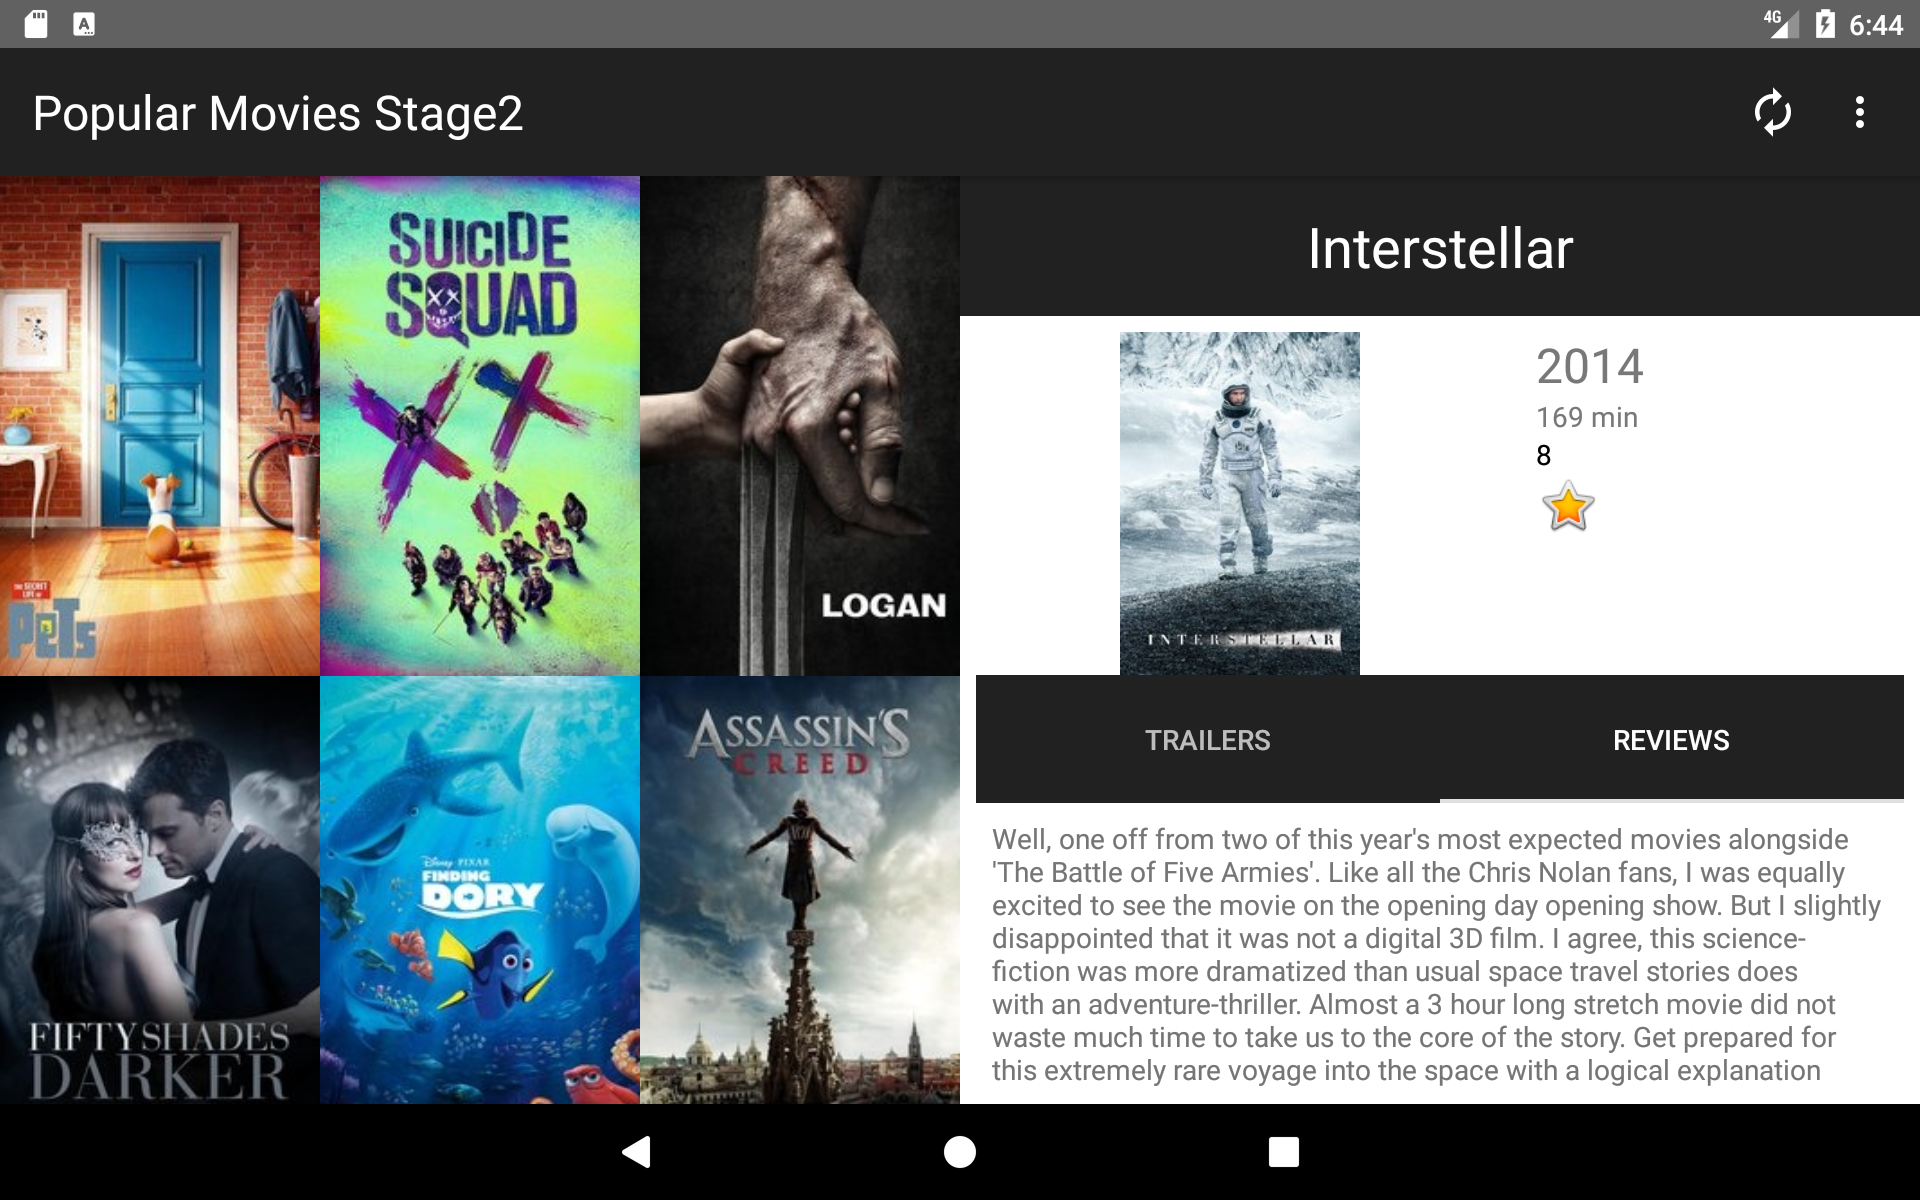 4G
6:44
Popular Movies Stage2
SUICIDE
SQUAD
LOGAN
THE SECRET
LIFE OF
PETS
Interstellar
2014
169 min
8
INTERSTELLAR
FIFTY SHADES
DARKER
Disney PIXAR
FINDING
DORY
ASSASSIN'S
CREED
TRAILERS
REVIEWS
Well, one off from two of this year's most expected movies alongside
'The Battle of Five Armies'. Like all the Chris Nolan fans, I was equally
excited to see the movie on the opening day opening show. But I slightly
disappointed that it was not a digital 3D film. I agree, this science-
fiction was more dramatized than usual space travel stories does
with an adventure-thriller. Almost a 3 hour long stretch movie did not
waste much time to take us to the core of the story. Get prepared for
this extremely rare voyage into the space with a logical explanation